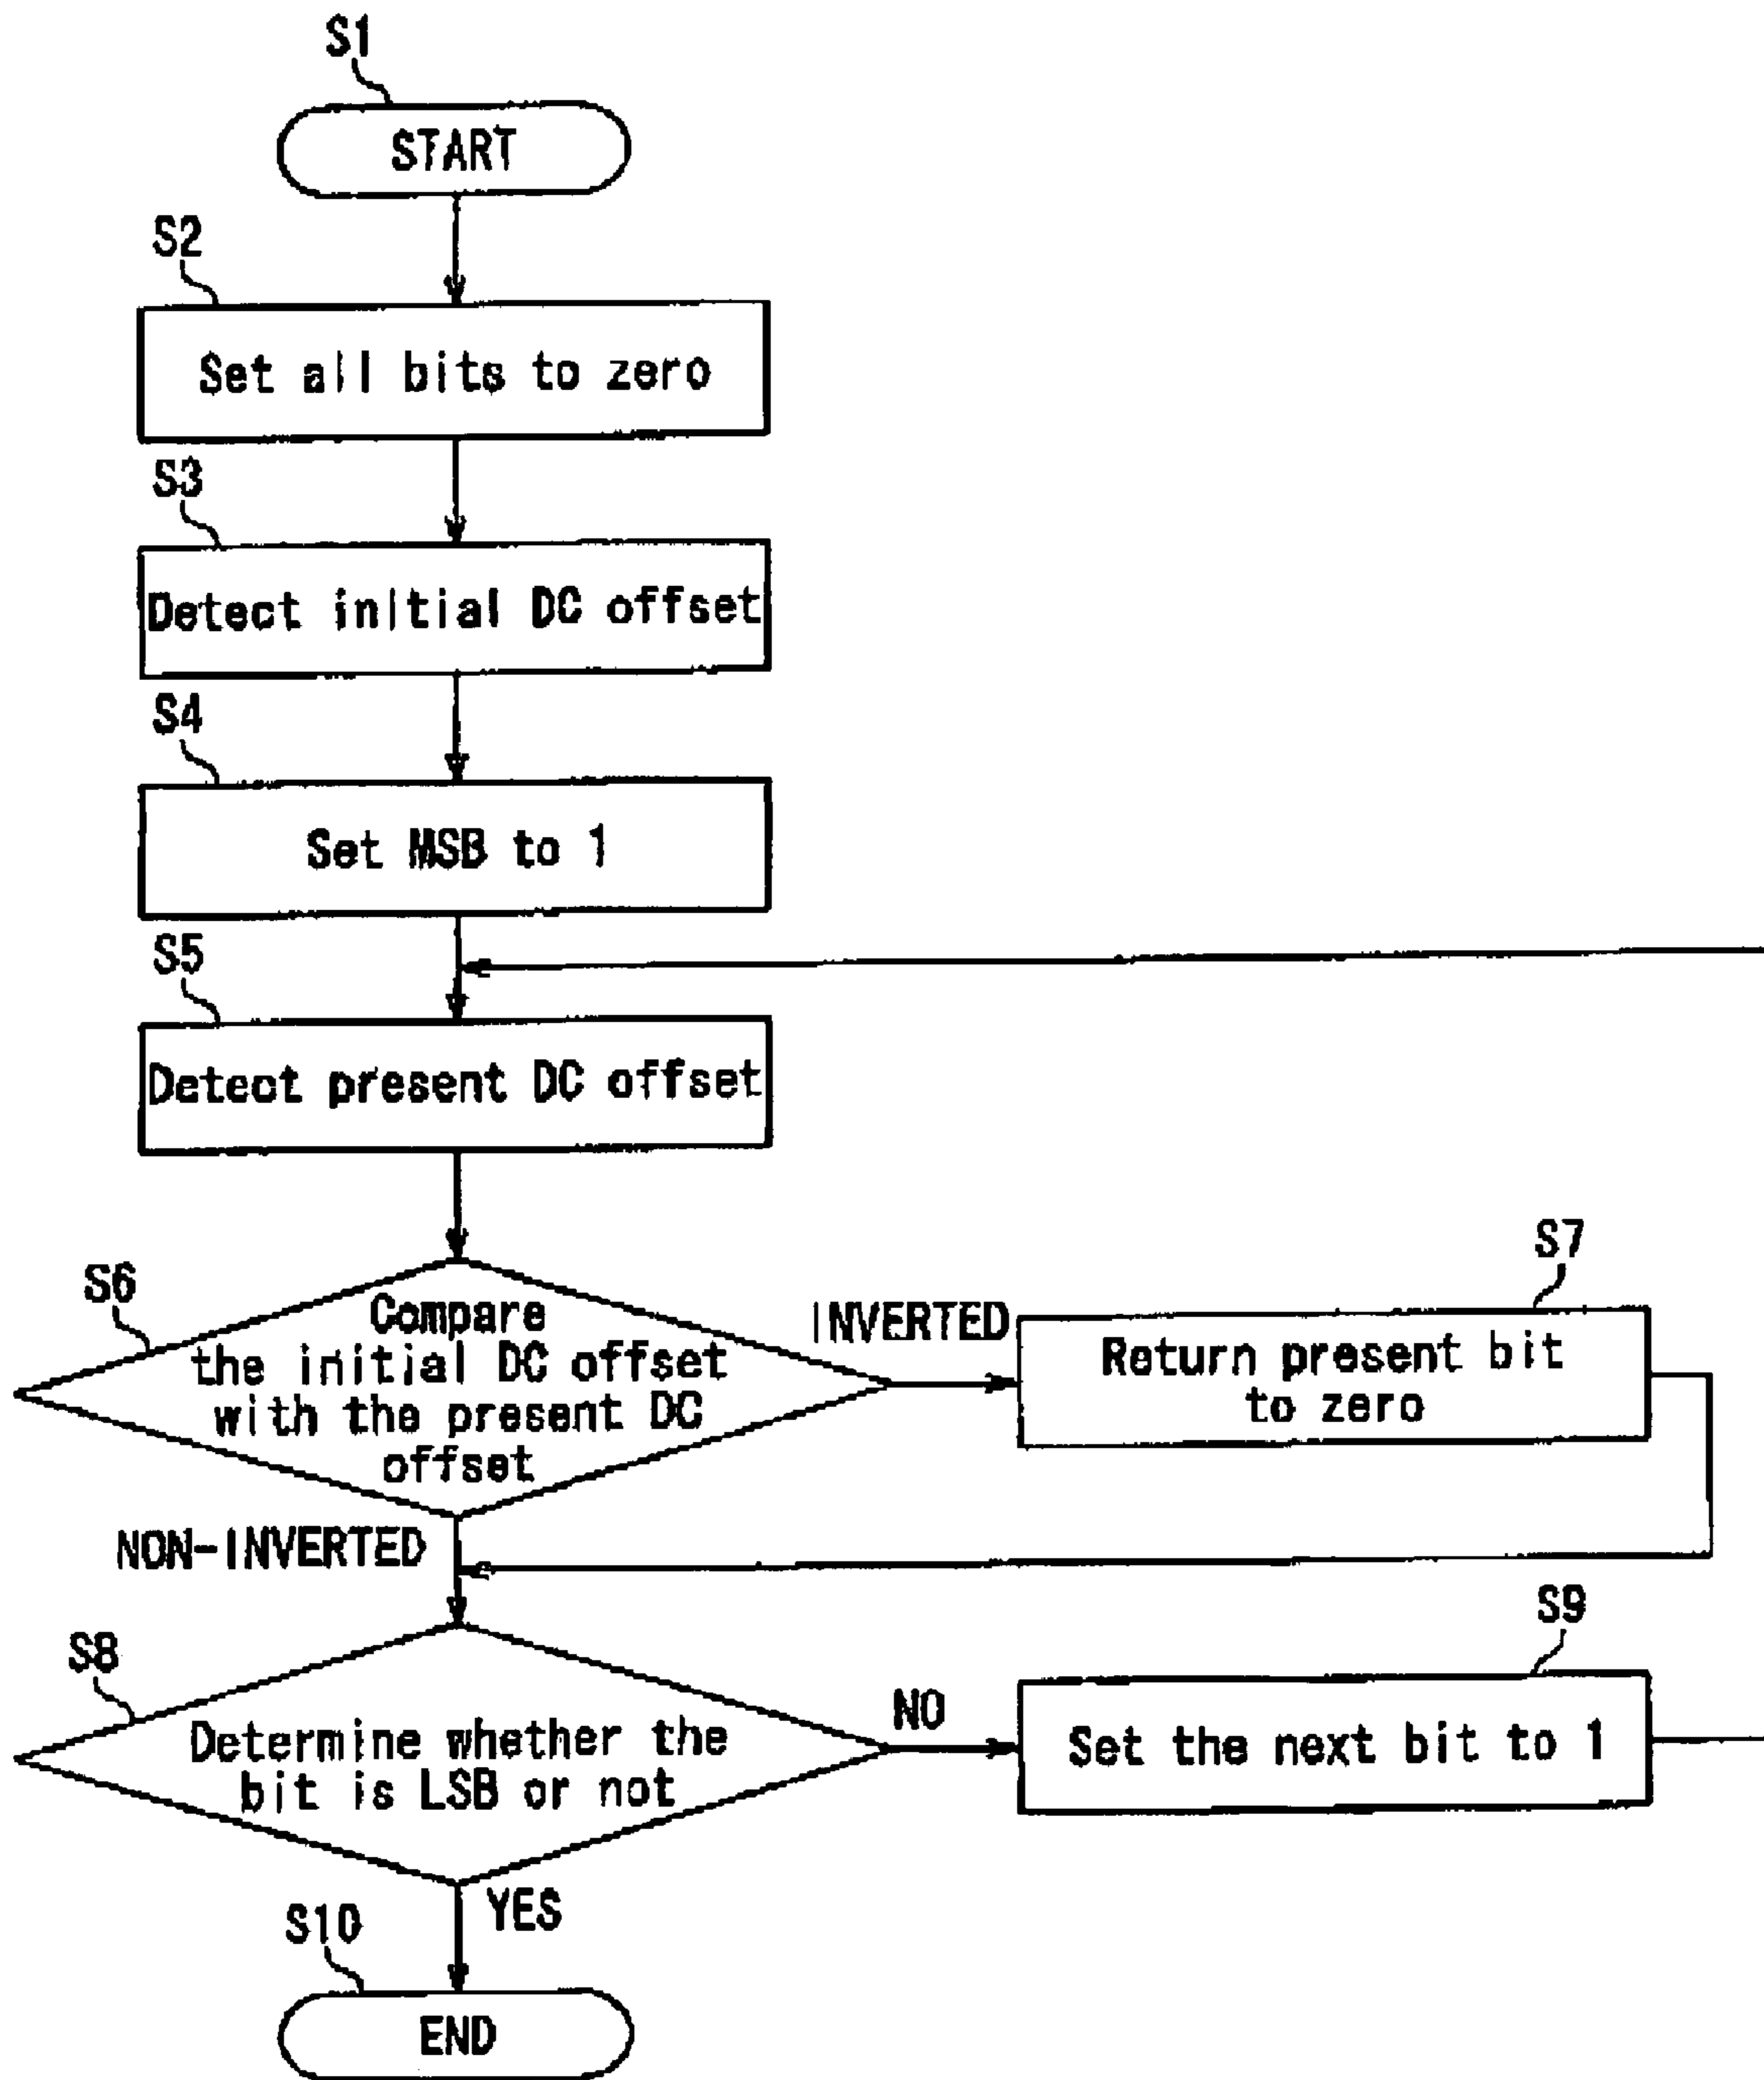 S1
START
S2
Set all bits to zero
S3
Detect initial DC offset
S4
Set MSB to 1
S5
Detect present DC offset
S6
Compare
the initial DC offset
with the present DC
offset
INVERTED
S7
Return present bit
to zero
NON-INVERTED
S8
Determine whether the
bit is LSB or not
NO
S9
Set the next bit to 1
YES
S10
END